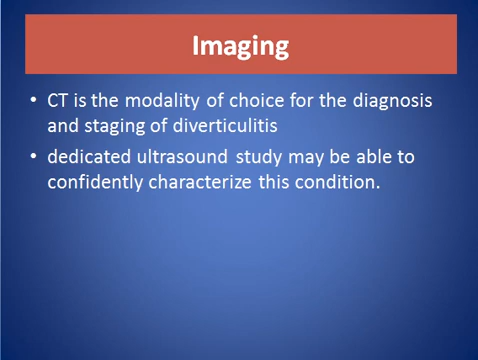 Imaging
• CT is the modality of choice for the diagnosis
and staging of diverticulitis
• dedicated ultrasound study may be able to
confidently characterize this condition.